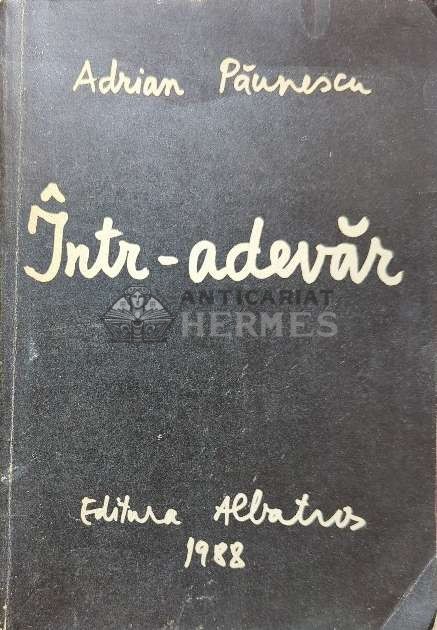 Adrian Păunescu
Într-adevăr
ANTICARIAT
HERMES
Editura Albatros
1988